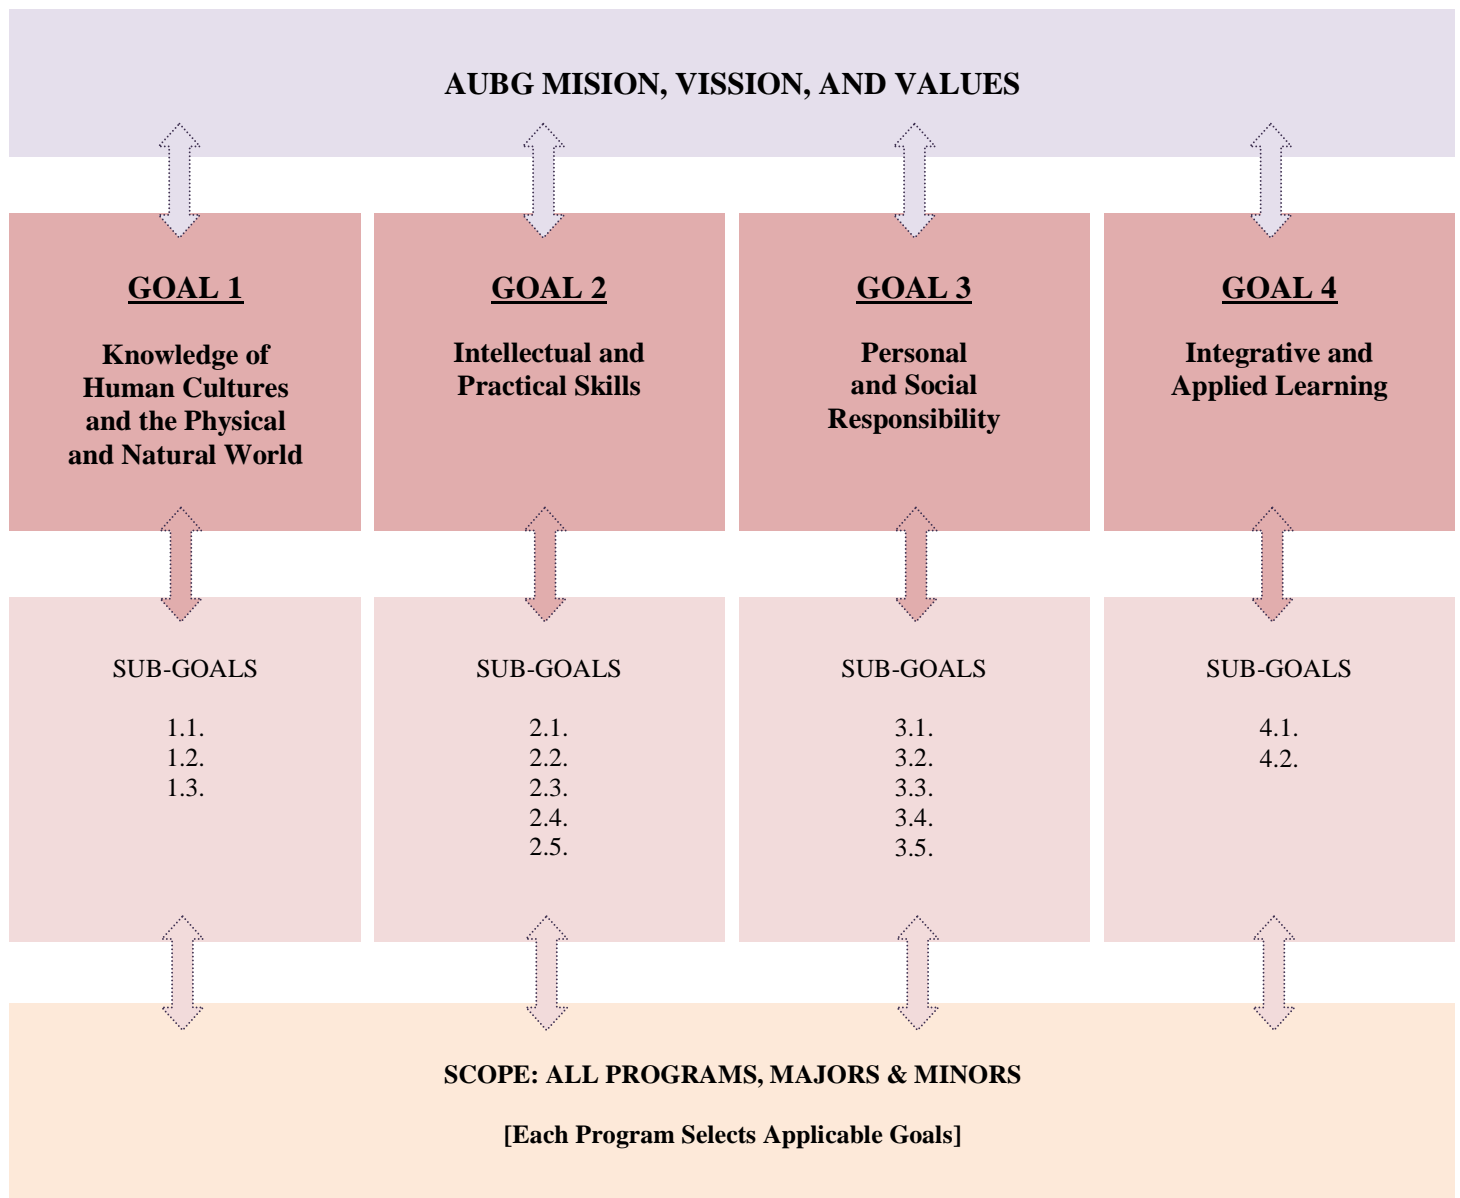 AUBG MISION, VISSION, AND VALUES
GOAL 1
Knowledge of
Human Cultures
and the Physical
and Natural World
GOAL 2
Intellectual and
Practical Skills
GOAL 3
Personal
and Social
Responsibility
GOAL 4
Integrative and
Applied Learning
SUB-GOALS
1.1.
1.2.
1.3.
SUB-GOALS
2.1.
2.2.
2.3.
2.4.
2.5.
SUB-GOALS
3.1.
3.2.
3.3.
3.4.
3.5.
SUB-GOALS
4.1.
4.2.
SCOPE: ALL PROGRAMS, MAJORS & MINORS
[Each Program Selects Applicable Goals]